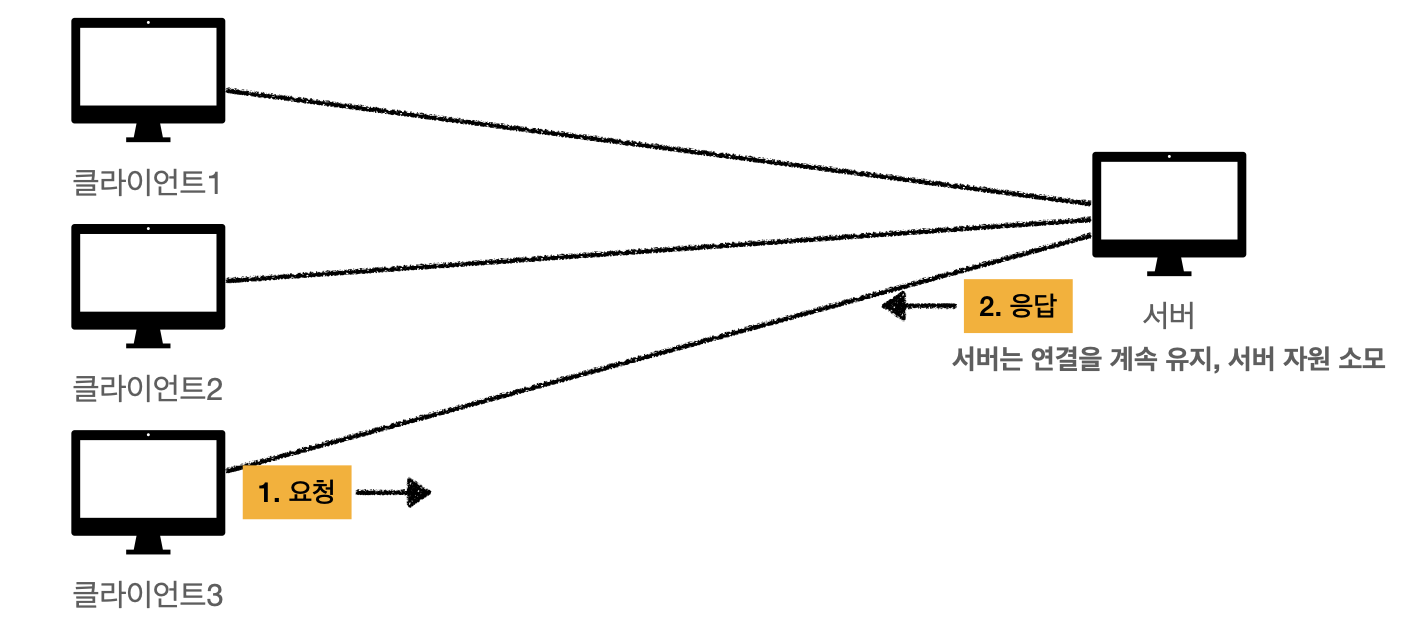 클라이언트1
클라이언트2
2. 응답
서버
서버는 연결을 계속 유지, 서버 자원 소모
1. 요청
클라이언트3